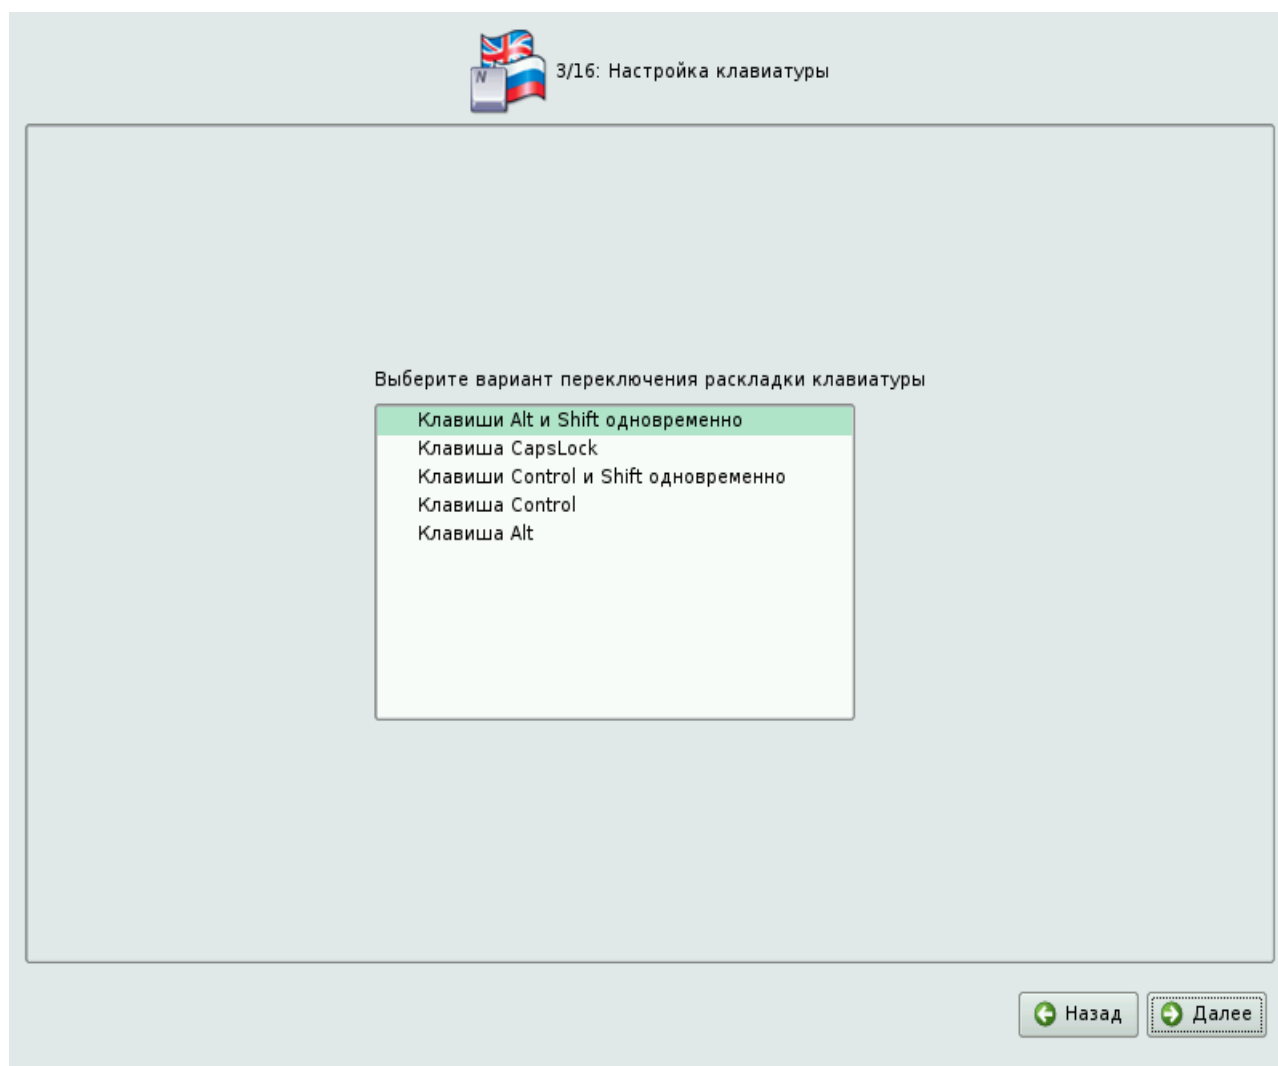 N
3/16: Настройка клавиатуры
Выберите вариант переключения раскладки клавиатуры
Клавиши Alt и Shift одновременно
Клавиша CapsLock
Клавиши Control и Shift одновременно
Клавиша Control
Клавиша Alt
Назад
Далее